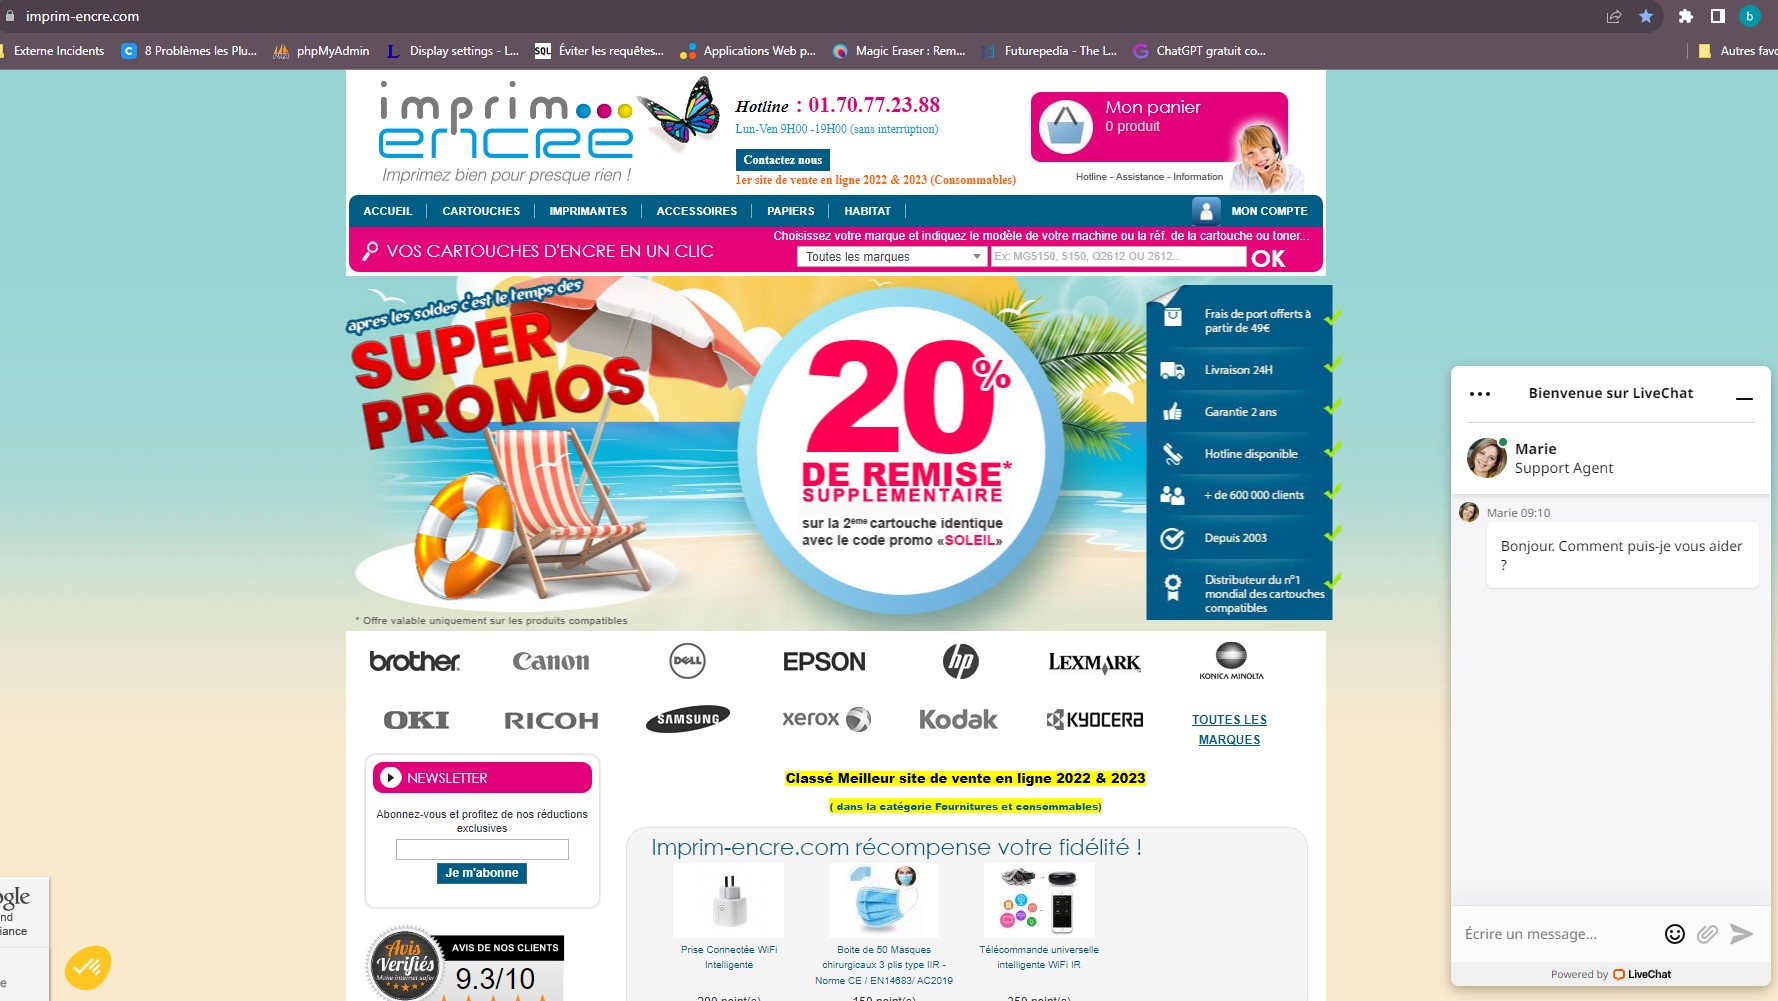 imprim-encre.com
b
Externe Incidents
8 Problèmes les Plu...
phpMyAdmin
Display settings - L...
SQL
Éviter les requêtes...
Applications Web p...
Magic Eraser : Rem...
Futurepedia - The L...
ChatGPT gratuit co...
Autres favo
imprim
encre
Imprimez bien pour presque rien !
Hotline : 01.70.77.23.88
Lun-Ven 9H00 -19H00 (sans interruption)
Contactez nous
1er site de vente en ligne 2022 & 2023 (Consommables)
Mon panier
0 produit
Hotline - Assistance - Information
ACCUEIL
CARTOUCHES
IMPRIMANTES
ACCESSOIRES
PAPIERS
HABITAT
MON COMPTE
VOS CARTOUCHES D'ENCRE EN UN CLIC
Choisissez votre marque et indiquez le modèle de votre machine ou la réf. de la cartouche ou toner...
Toutes les marques
Ex: MG5150, 5150, Q2612 OU 2612...
OK
apres les soldes c'est le temps des
SUPER
PROMOS
20%
DE REMISE*
SUPPLEMENTAIRE
sur la 2ème cartouche identique
avec le code promo «SOLEIL»
* Offre valable uniquement sur les produits compatibles
Frais de port offerts à
partir de 49€
Livraison 24H
Garantie 2 ans
Hotline disponible
+ de 600 000 clients
Depuis 2003
Distributeur du n°1
mondial des cartouches
compatibles
brother
Canon
DELL
EPSON
hp
LEXMARK
KONICA MINOLTA
OKI
RICOH
SAMSUNG
xerox
Kodak
KYOCERA
TOUTES LES
MARQUES
NEWSLETTER
Abonnez-vous et profitez de nos réductions
exclusives
Je m'abonne
Classé Meilleur site de vente en ligne 2022 & 2023
( dans la catégorie Fournitures et consommables)
Imprim-encre.com récompense votre fidélité !
Prise Connectée WiFi
Intelligente
200 point(s)
Boite de 50 Masques
chirurgicaux 3 plis type IIR -
Norme CE / EN14683/ AC2019
150 point(s)
Télécommande universelle
intelligente WiFi IR
250 point(s)
Avis
Vérifiés
Make internet safer
AVIS DE NOS CLIENTS
9.3/10
ogle
nd
iance
e
Bienvenue sur LiveChat
Marie
Support Agent
Marie 09:10
Bonjour. Comment puis-je vous aider
?
Écrire un message...
Powered by LiveChat